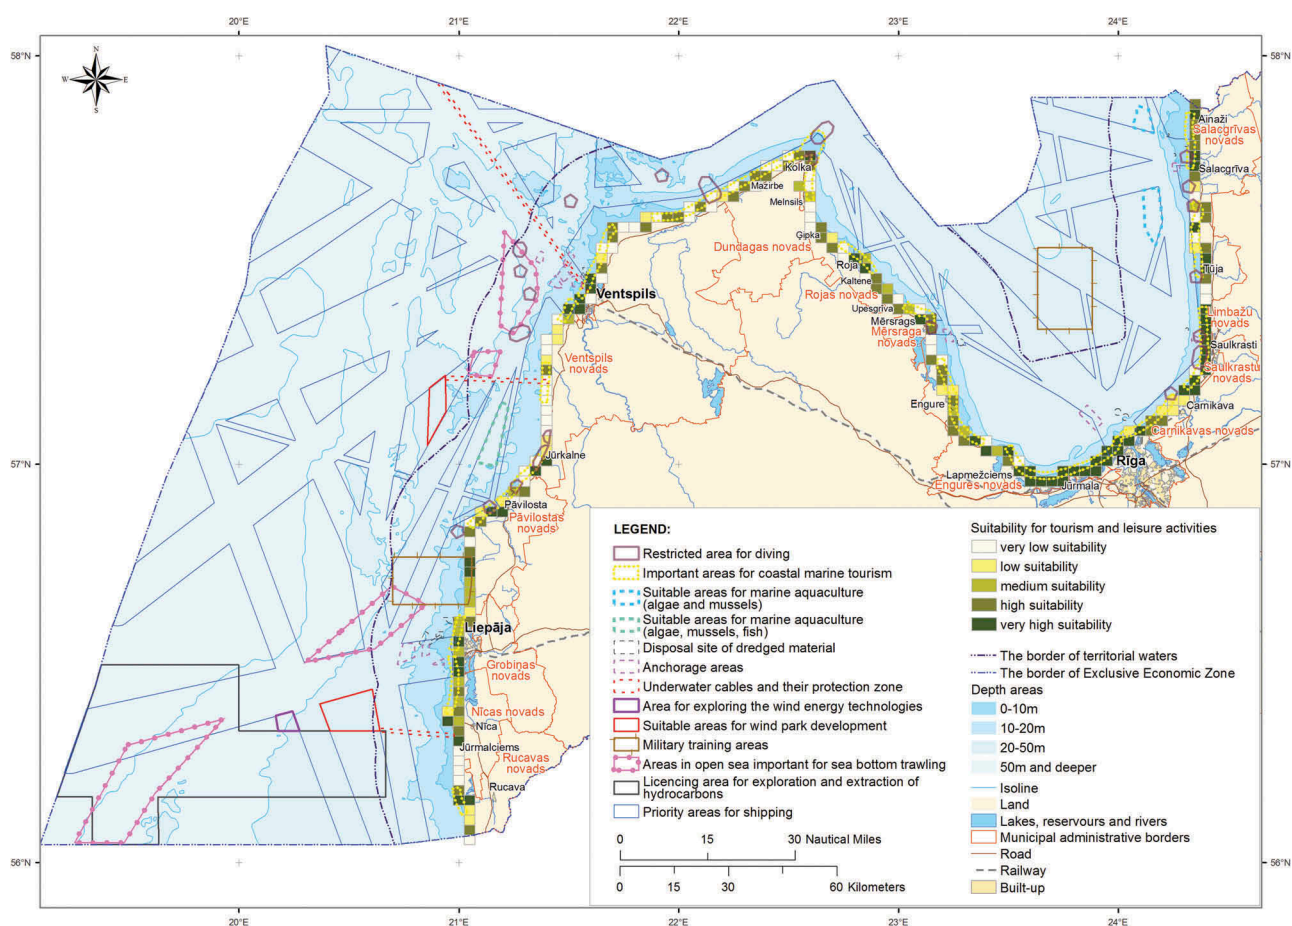 20°E
21°E
22°E
23°E
24°E
58°N
58°N
N
W
E
S
Ainaži
Salacgrīvas
novads
Kolka
Salacgrīva
Mazirbe
Melnsils
Dundagas novads
Ģipka
Roja
Tūja
Kaltene
Ventspils
Rojas novads
Upesgrīva
Limbažu
novads
Mērsrags
Mērsraga
novads
Saulkrasti
Ventspils
novads
Saulkrastu
novads
Engure
Carnikava
Carnikavas novads
57°N
Jūrkalne
Rīga
57°N
Lapmežciems
Engures novads
Jūrmala
Pāvilosta
Pāvilostas
novads
Liepāja
Grobiņas
novads
Nīcas novads
Nīca
Jūrmalciems
Rucavas
novads
Rucava
LEGEND:
Restricted area for diving
Important areas for coastal marine tourism
Suitable areas for marine aquaculture
(algae and mussels)
Suitable areas for marine aquaculture
(algae, mussels, fish)
Disposal site of dredged material
Anchorage areas
Underwater cables and their protection zone
Area for exploring the wind energy technologies
Suitable areas for wind park development
Military training areas
Areas in open sea important for sea bottom trawling
Licencing area for exploration and extraction of
hydrocarbons
Priority areas for shipping
0 15 30 Nautical Miles
0 15 30 60 Kilometers
Suitability for tourism and leisure activities
very low suitability
low suitability
medium suitability
high suitability
very high suitability
The border of territorial waters
The border of Exclusive Economic Zone
Depth areas
0-10m
10-20m
20-50m
50m and deeper
Isoline
Land
Lakes, reservours and rivers
Municipal administrative borders
Road
Railway
Built-up
56°N
56°N
20°E
21°E
22°E
23°E
24°E